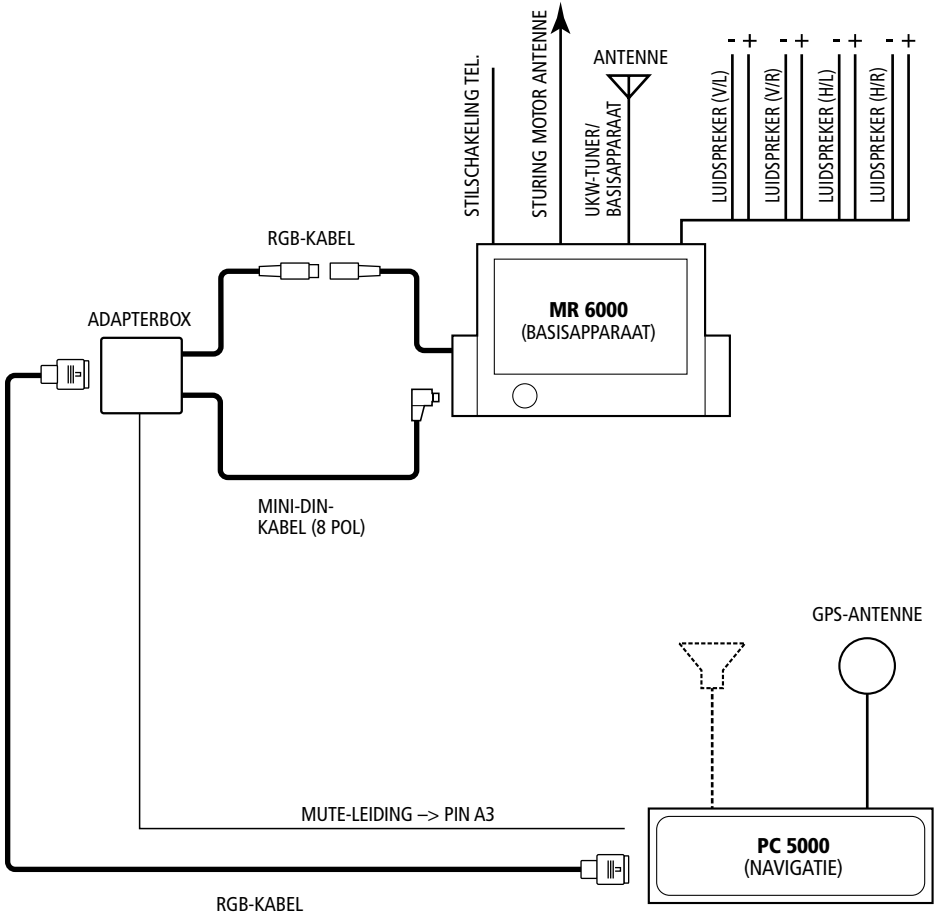 - + - + - + - +
STILSCHAKELING TEL.
STURING MOTOR ANTENNE
ANTENNE
UKW-TUNER/
BASISAPPARAAT
LUIDSPREKER (V/L)
LUIDSPREKER (V/R)
LUIDSPREKER (H/L)
LUIDSPREKER (H/R)
RGB-KABEL
ADAPTERBOX
MR 6000
(BASISAPPARAAT)
MINI-DIN-
KABEL (8 POL)
GPS-ANTENNE
MUTE-LEIDING –> PIN A3
PC 5000
(NAVIGATIE)
RGB-KABEL